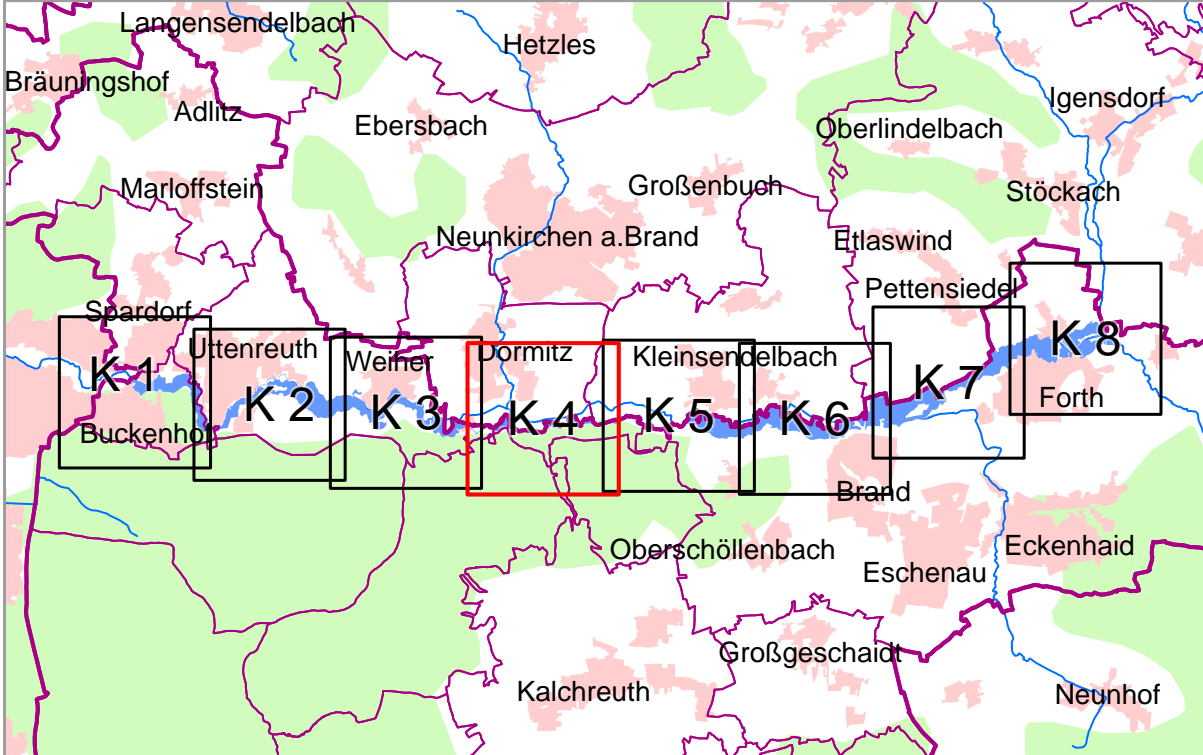 Langensendelbach
Hetzles
Bräuningshof
Adlitz
Igensdorf
Ebersbach
Oberlindelbach
Marloffstein
Großenbuch
Stöckach
Neunkirchen a.Brand
Etlaswind
Pettensiedel
Spardorf
Uttenreuth
Weiher
Dormitz
Kleinsendelbach
K 1
K 2
K 3
K 4
K 5
K 6
K 7
K 8
Forth
Buckenhof
Brand
Oberschöllenbach
Eckenhaid
Eschenau
Großgeschaidt
Kalchreuth
Neunhof